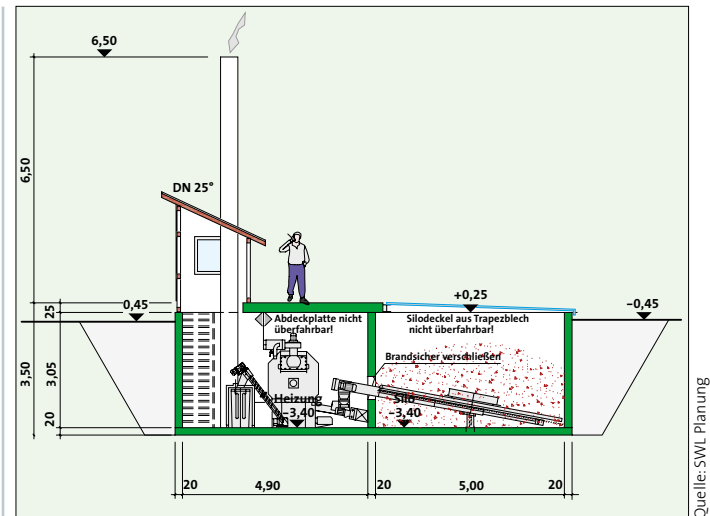 6,50
6,50
DN 25°
25
0,45
+0,25
−0,45
Abdeckplatte nicht
überfahrbar!
Silodeckel aus Trapezblech
nicht überfahrbar!
Brandsicher verschließen
3,50
3,05
Heizung
−3,40
Silo
−3,40
20
20
4,90
20
5,00
20
Quelle: SWL Planung